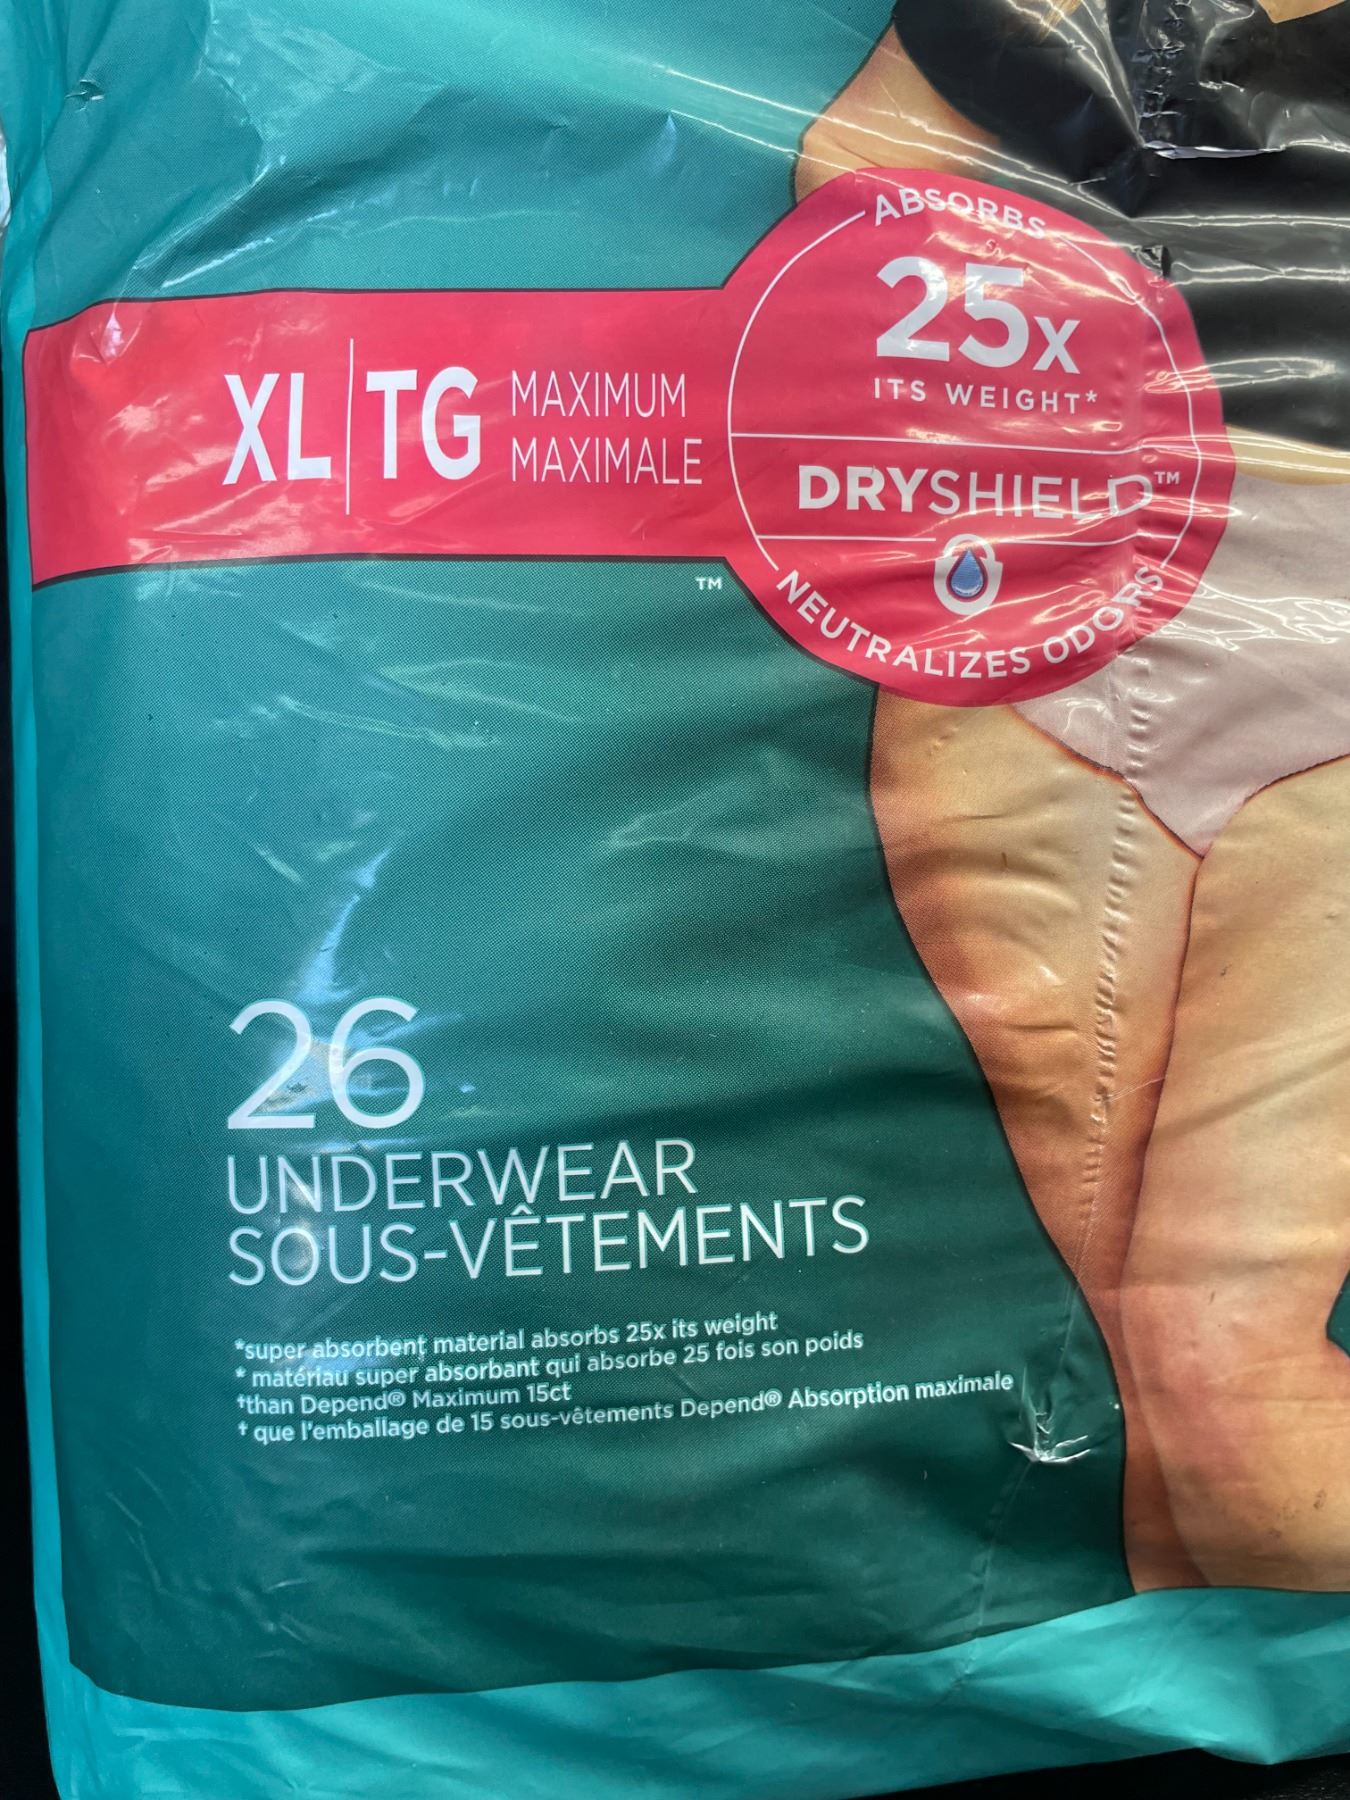 ABSORBS
25x
ITS WEIGHT*
XL|TG MAXIMUM
MAXIMALE
DRYSHIELD™
NEUTRALIZES ODORS
™
26
UNDERWEAR
SOUS-VÊTEMENTS
*super absorbent material absorbs 25x its weight
* matériau super absorbant qui absorbe 25 fois son poids
†than Depend® Maximum 15ct
† que l'emballage de 15 sous-vêtements Depend® Absorption maximale